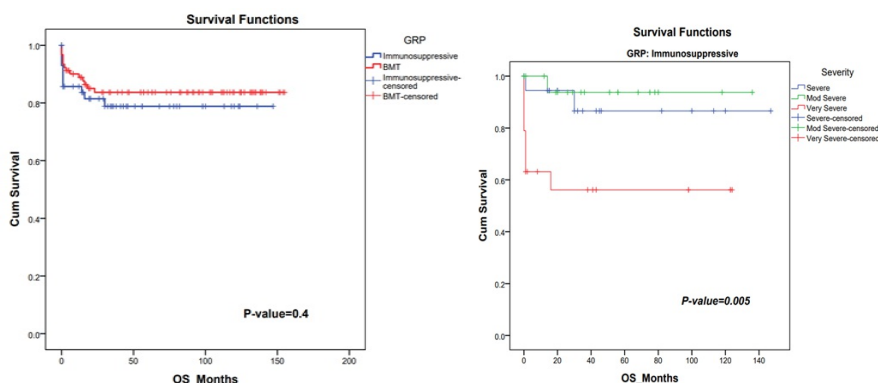 Survival Functions
GRP
Immunosuppressive
BMT
Immunosuppressive-
censored
BMT-censored
Cum Survival
1.0
0.8
0.6
0.4
0.2
0.0
P-value=0.4
0 50 100 150 200
OS_Months
Survival Functions
GRP: Immunosuppressive
Severity
Severe
Mod Severe
Very Severe
Severe-censored
Mod Severe-censored
Very Severe-censored
Cum Survival
1.0
0.8
0.6
0.4
0.2
0.0
P-value=0.005
0 20 40 60 80 100 120 140
OS_Months